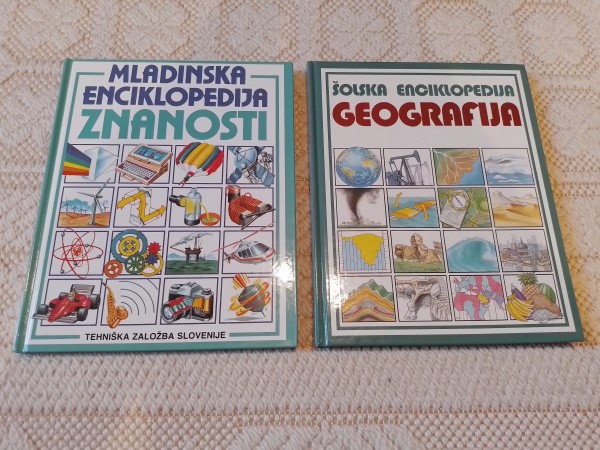 MLADINSKA
ENCIKLOPEDIJA
ZNANOSTI
TEHNIŠKA ZALOŽBA SLOVENIJE
ŠOLSKA ENCIKLOPEDIJA
GEOGRAFIJA